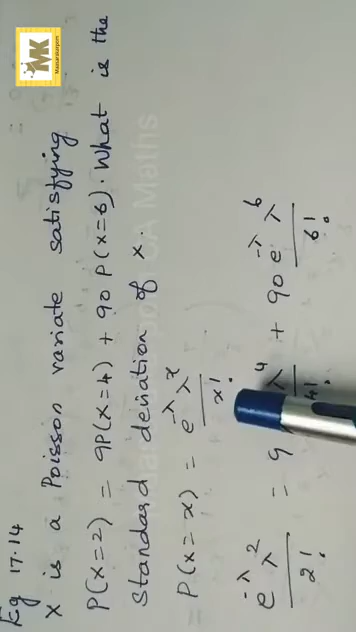 Eg 17.14
X is a Poisson variate satisfying
P(x=2) = 9P(X=4) + 90 P(x=6). What is the
Standard deviation of x.
P(x=x) = e^-λ λ^x / x!
e^-λ λ^2 / 2! = 9 λ^4 / 4! + 90 e^-λ λ^6 / 6!
MK